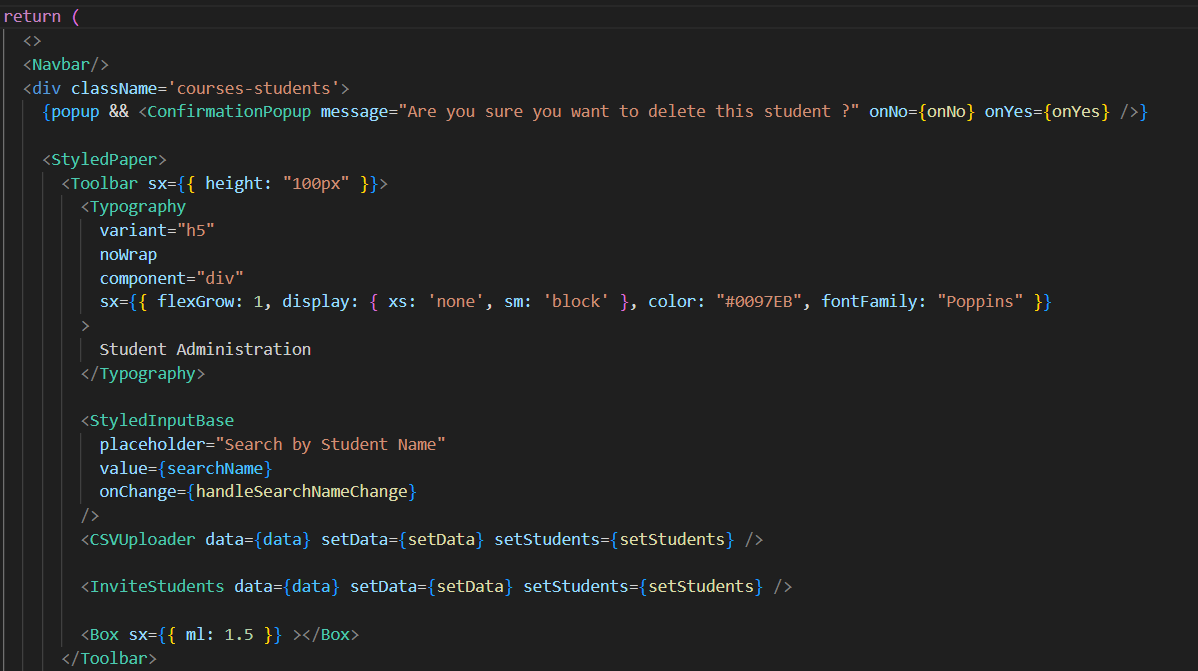 return (
<>
<Navbar/>
<div className='courses-students'>
{popup && <ConfirmationPopup message="Are you sure you want to delete this student ?" onNo={onNo} onYes={onYes} />}
<StyledPaper>
<Toolbar sx={{ height: "100px" }}>
<Typography
variant="h5"
noWrap
component="div"
sx={{ flexGrow: 1, display: { xs: 'none', sm: 'block' }, color: "#0097EB", fontFamily: "Poppins" }}
>
Student Administration
</Typography>
<StyledInputBase
placeholder="Search by Student Name"
value={searchName}
onChange={handleSearchNameChange}
/>
<CSVUploader data={data} setData={setData} setStudents={setStudents} />
<InviteStudents data={data} setData={setData} setStudents={setStudents} />
<Box sx={{ ml: 1.5 }} ></Box>
</Toolbar>